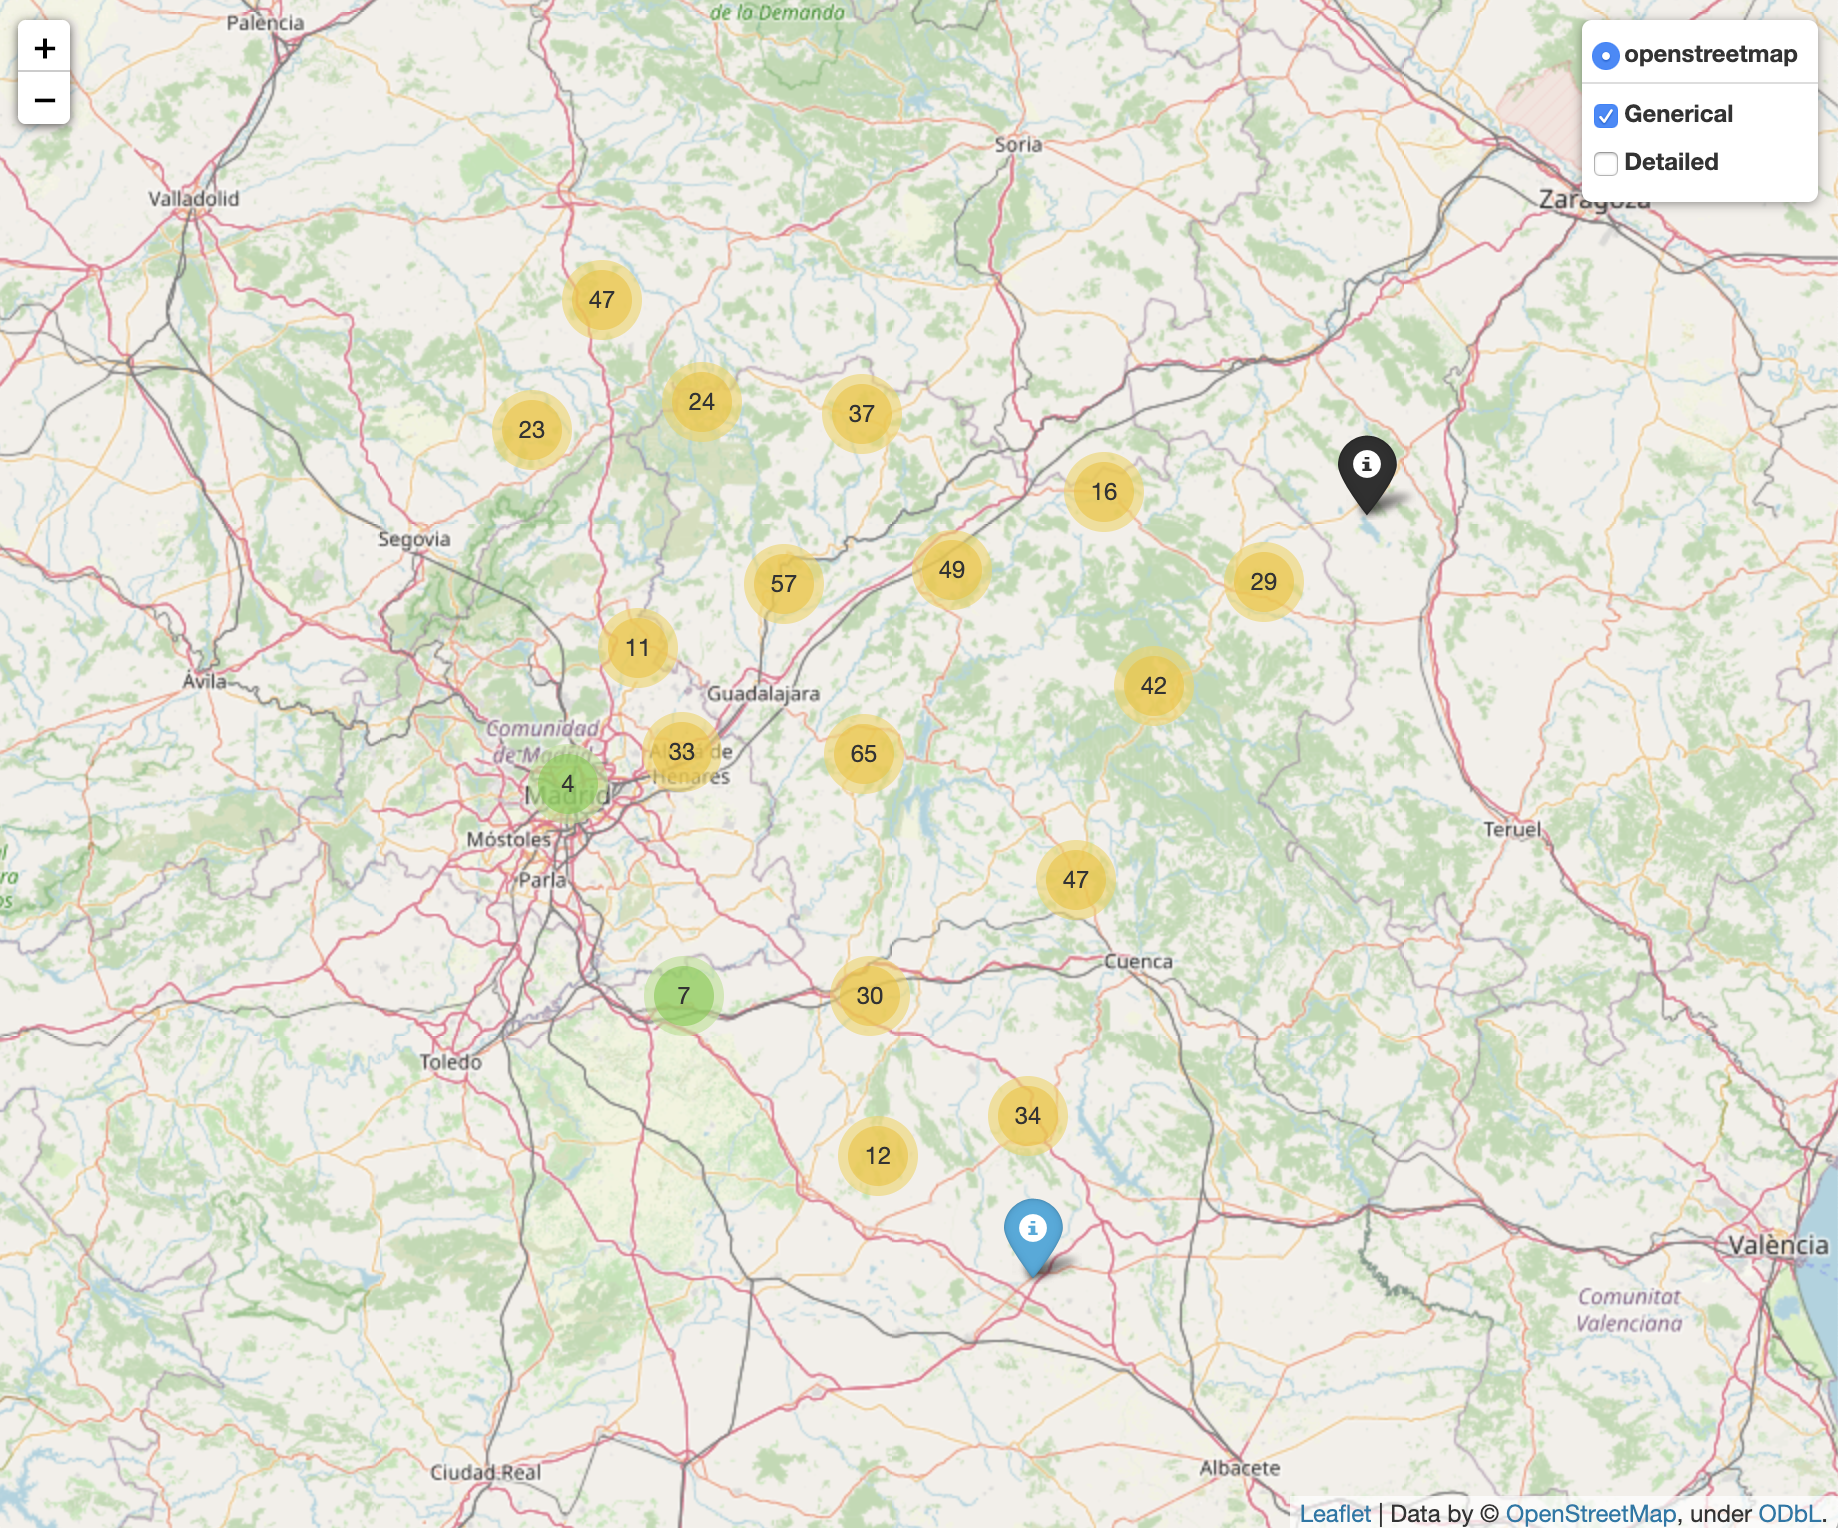 Palencia
de la Demanda
+
−
openstreetmap
Generical
Detailed
Soria
Valladolid
Zaragoza
47
24
37
23
16
Segovia
49
57
29
11
Ávila
Guadalajara
42
Comunidad
de Madrid
33
Alcalá de
Henares
65
4
Madrid
Móstoles
Teruel
Parla
47
Cuenca
7
30
Toledo
34
12
València
Comunitat
Valenciana
Ciudad Real
Albacete
Leaflet | Data by © OpenStreetMap, under ODbL.